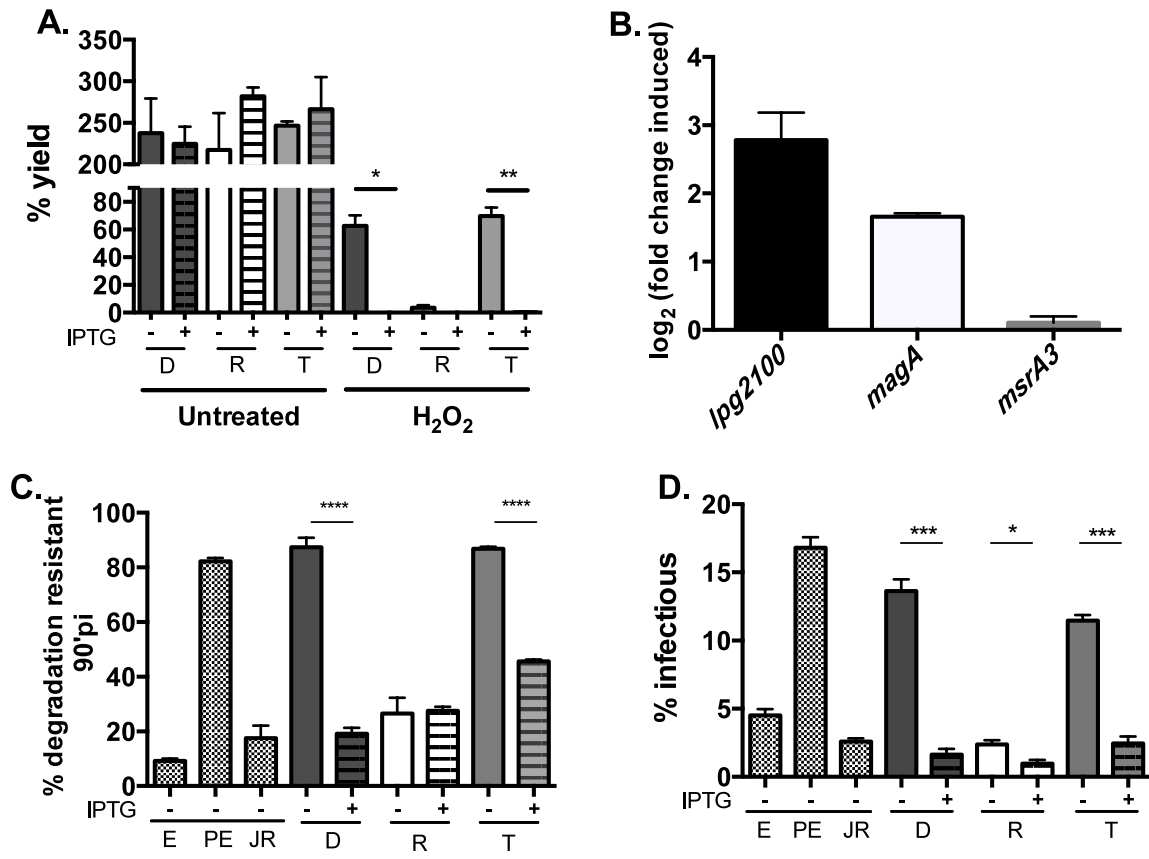 A.
% yield
350
300
250
200
80
60
40
20
0
* **
IPTG - + - + - + - + - + - +
D R T D R T
Untreated H₂O₂
B.
log₂ (fold change induced)
4
3
2
1
0
lpg2100 magA msrA3
C.
% degradation resistant
90'pi
100
80
60
40
20
0
**** ****
IPTG - - - - + - + - +
E PE JR D R T
D.
% infectious
20
15
10
5
0
*** * ***
IPTG - - - - + - + - +
E PE JR D R T